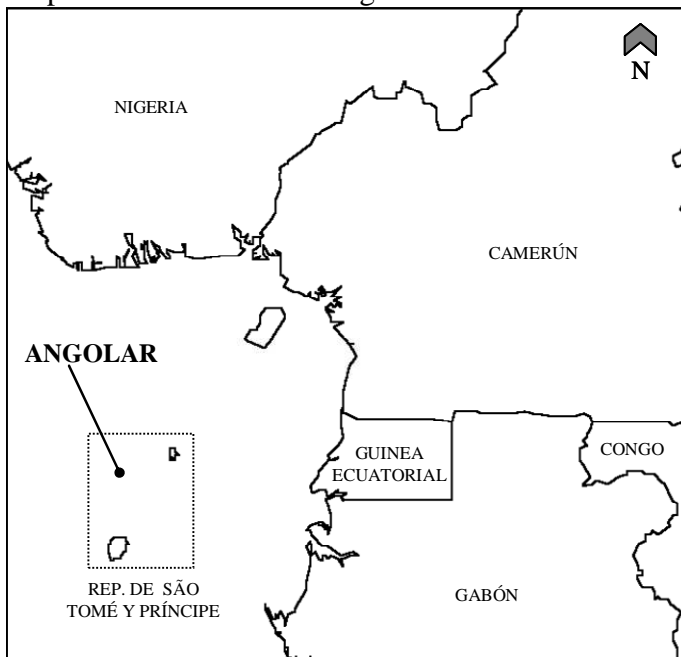 N
NIGERIA
CAMERÚN
ANGOLAR
GUINEA
ECUATORIAL
CONGO
REP. DE SÃO
TOMÉ Y PRÍNCIPE
GABÓN